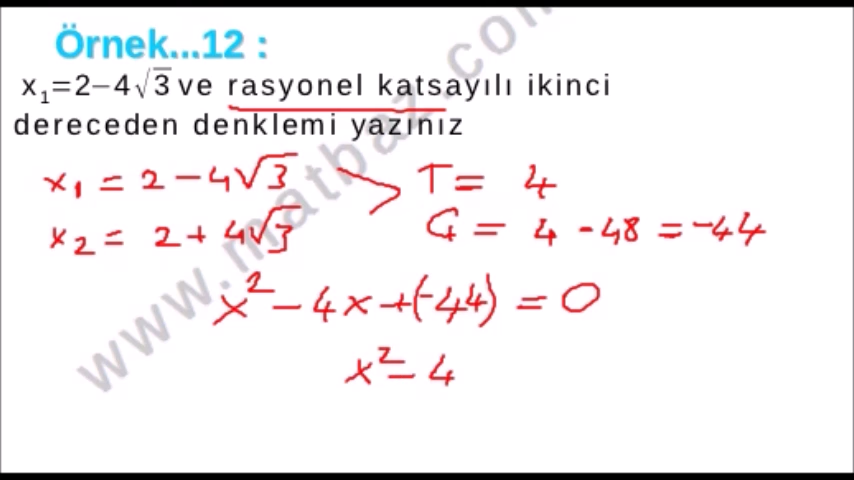 Örnek...12 :
x₁=2−4√3 ve rasyonel katsayılı ikinci
dereceden denklemi yazınız
x₁ = 2 − 4√3 T = 4
x₂ = 2 + 4√3 Ç = 4 - 48 = -44
x² − 4x + (-44) = 0
x² − 4
www.matbaz.com